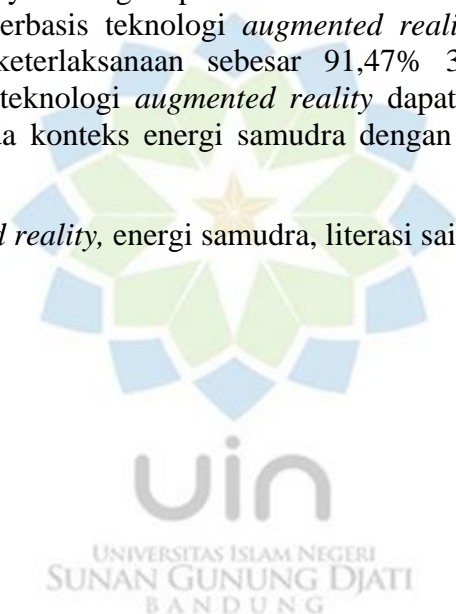 erbasis teknologi augmented reali
keterlaksanaan sebesar 91,47% 3
teknologi augmented reality dapat
a konteks energi samudra dengan
d reality, energi samudra, literasi sai
uin
UNIVERSITAS ISLAM NEGERI
SUNAN GUNUNG DJATI
BANDUNG